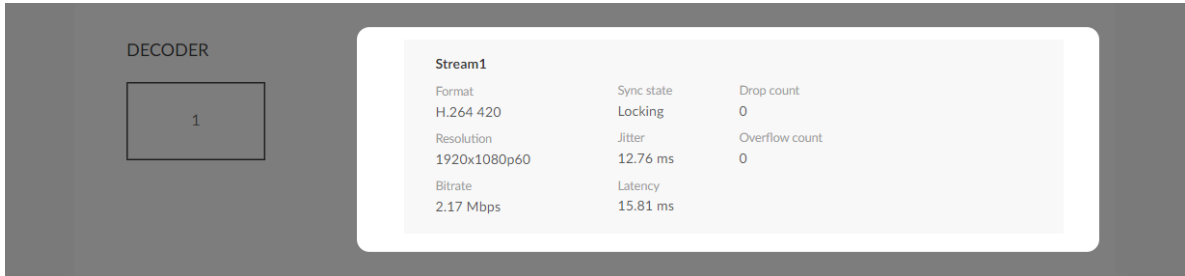 DECODER
1
Stream1
Format
H.264 420
Sync state
Locking
Drop count
0
Resolution
1920x1080p60
Jitter
12.76 ms
Overflow count
0
Bitrate
2.17 Mbps
Latency
15.81 ms